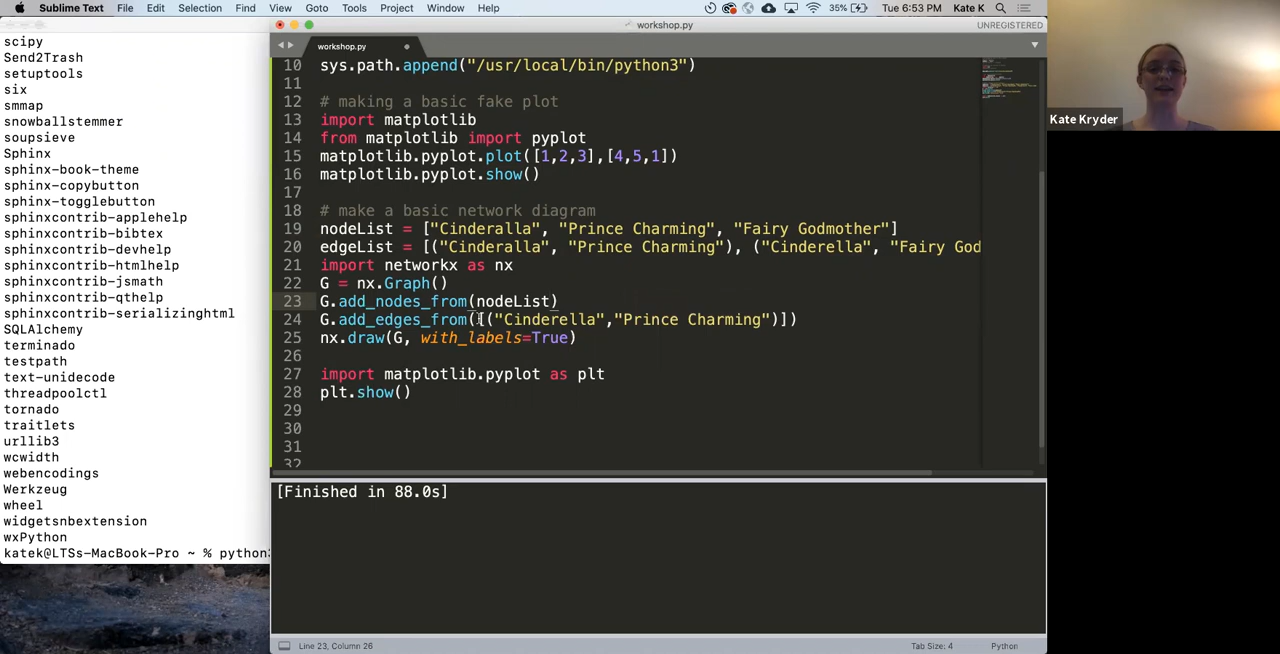 Sublime Text File Edit Selection Find View Goto Tools Project Window Help 35% Tue 6:53 PM Kate K
workshop.py UNREGISTERED
workshop.py
scipy
Send2Trash
setuptools
six
smmap
snowballstemmer
soupsieve
Sphinx
sphinx-book-theme
sphinx-copybutton
sphinx-togglebutton
sphinxcontrib-applehelp
sphinxcontrib-bibtex
sphinxcontrib-devhelp
sphinxcontrib-htmlhelp
sphinxcontrib-jsmath
sphinxcontrib-qthelp
sphinxcontrib-serializinghtml
SQLAlchemy
terminado
testpath
text-unidecode
threadpoolctl
tornado
traitlets
urllib3
wcwidth
webencodings
Werkzeug
wheel
widgetsnbextension
wxPython
katek@LTSs-MacBook-Pro ~ % python3
10 sys.path.append("/usr/local/bin/python3")
11
12 # making a basic fake plot
13 import matplotlib
14 from matplotlib import pyplot
15 matplotlib.pyplot.plot([1,2,3],[4,5,1])
16 matplotlib.pyplot.show()
17
18 # make a basic network diagram
19 nodeList = ["Cinderalla", "Prince Charming", "Fairy Godmother"]
20 edgeList = [("Cinderalla", "Prince Charming"), ("Cinderella", "Fairy God
21 import networkx as nx
22 G = nx.Graph()
23 G.add_nodes_from(nodeList)
24 G.add_edges_from([("Cinderella","Prince Charming")])
25 nx.draw(G, with_labels=True)
26
27 import matplotlib.pyplot as plt
28 plt.show()
29
30
31
32
[Finished in 88.0s]
Line 23, Column 26 Tab Size: 4 Python
Kate Kryder